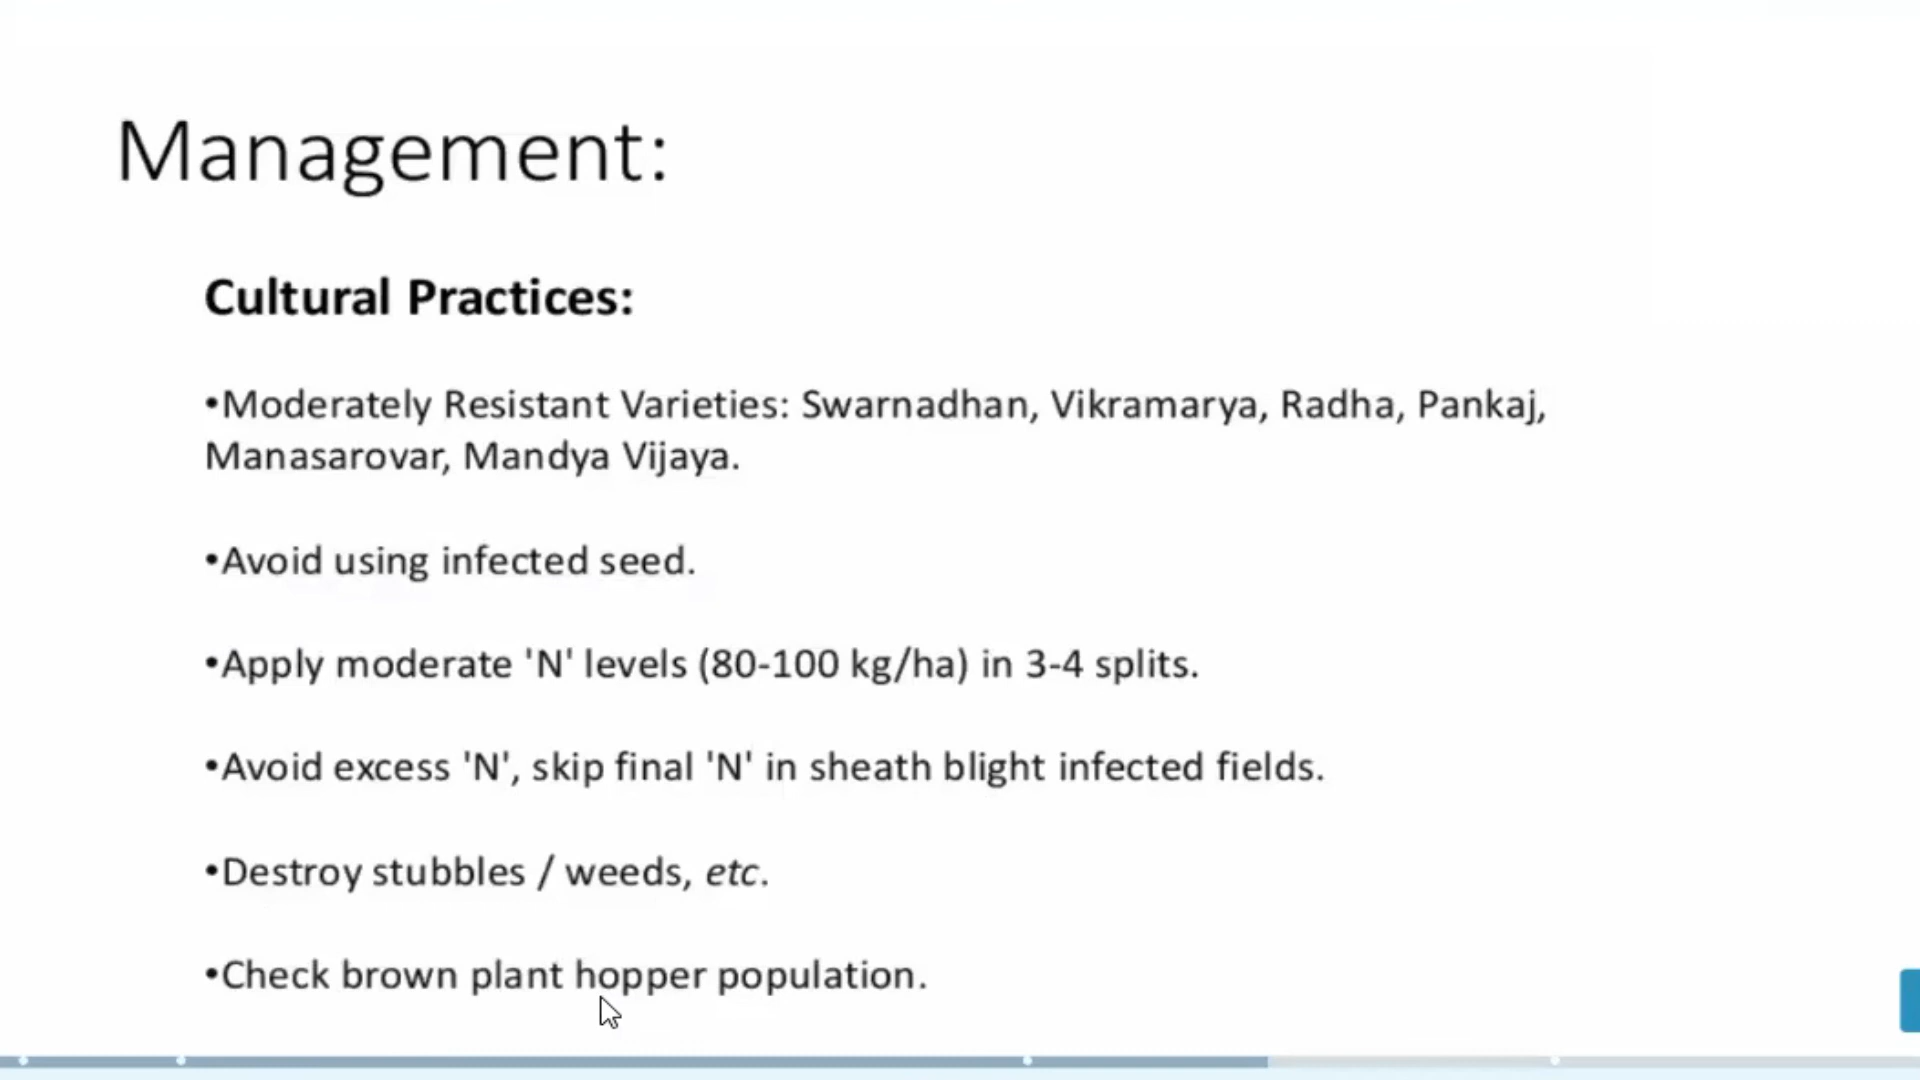 Management:
Cultural Practices:
•Moderately Resistant Varieties: Swarnadhan, Vikramarya, Radha, Pankaj,
Manasarovar, Mandya Vijaya.
•Avoid using infected seed.
•Apply moderate 'N' levels (80-100 kg/ha) in 3-4 splits.
•Avoid excess 'N', skip final 'N' in sheath blight infected fields.
•Destroy stubbles / weeds, etc.
•Check brown plant hopper population.